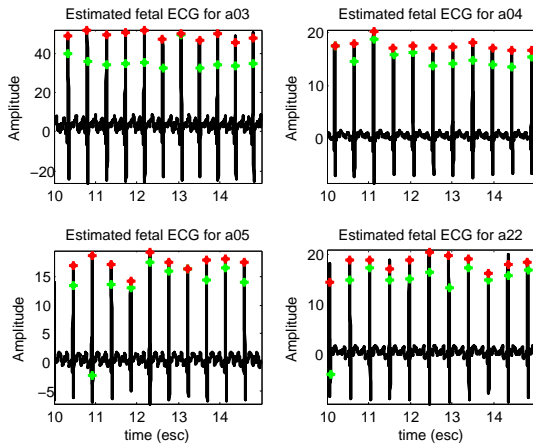 Estimated fetal ECG for a03
Amplitude
40
20
0
−20
10 11 12 13 14
Estimated fetal ECG for a04
Amplitude
20
10
0
10 11 12 13 14
Estimated fetal ECG for a05
Amplitude
15
10
5
0
−5
10 11 12 13 14
time (esc)
Estimated fetal ECG for a22
Amplitude
20
10
0
10 11 12 13 14
time (esc)